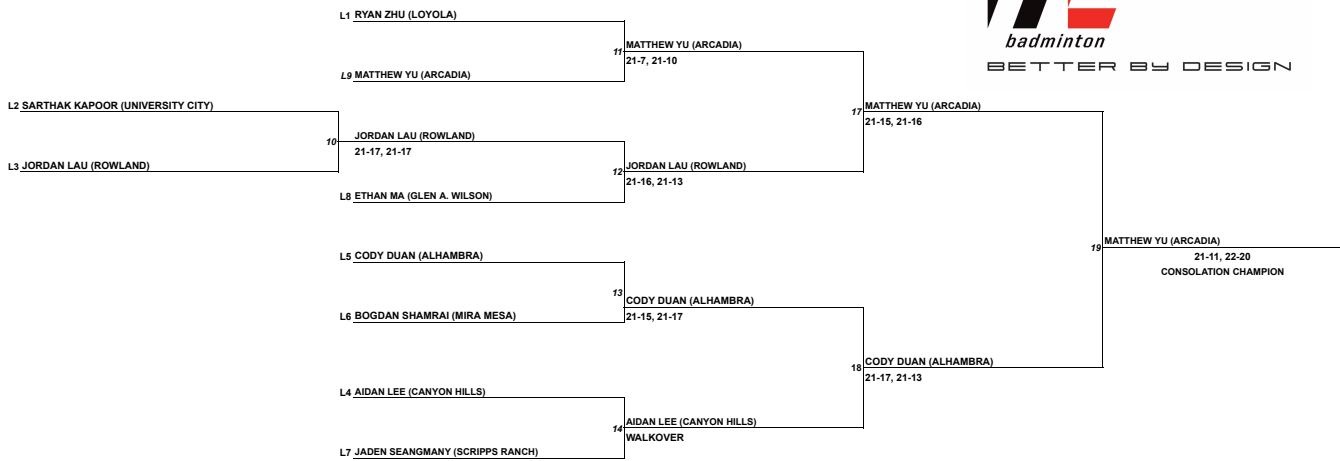 L1 RYAN ZHU (LOYOLA)
badminton
BETTER BY DESIGN
11 MATTHEW YU (ARCADIA)
21-7, 21-10
L9 MATTHEW YU (ARCADIA)
L2 SARTHAK KAPOOR (UNIVERSITY CITY)
17 MATTHEW YU (ARCADIA)
21-15, 21-16
10 JORDAN LAU (ROWLAND)
21-17, 21-17
L3 JORDAN LAU (ROWLAND)
12 JORDAN LAU (ROWLAND)
21-16, 21-13
L8 ETHAN MA (GLEN A. WILSON)
19 MATTHEW YU (ARCADIA)
21-11, 22-20
CONSOLATION CHAMPION
L5 CODY DUAN (ALHAMBRA)
13 CODY DUAN (ALHAMBRA)
21-15, 21-17
L6 BOGDAN SHAMRAI (MIRA MESA)
18 CODY DUAN (ALHAMBRA)
21-17, 21-13
L4 AIDAN LEE (CANYON HILLS)
14 AIDAN LEE (CANYON HILLS)
WALKOVER
L7 JADEN SEANGMANY (SCRIPPS RANCH)